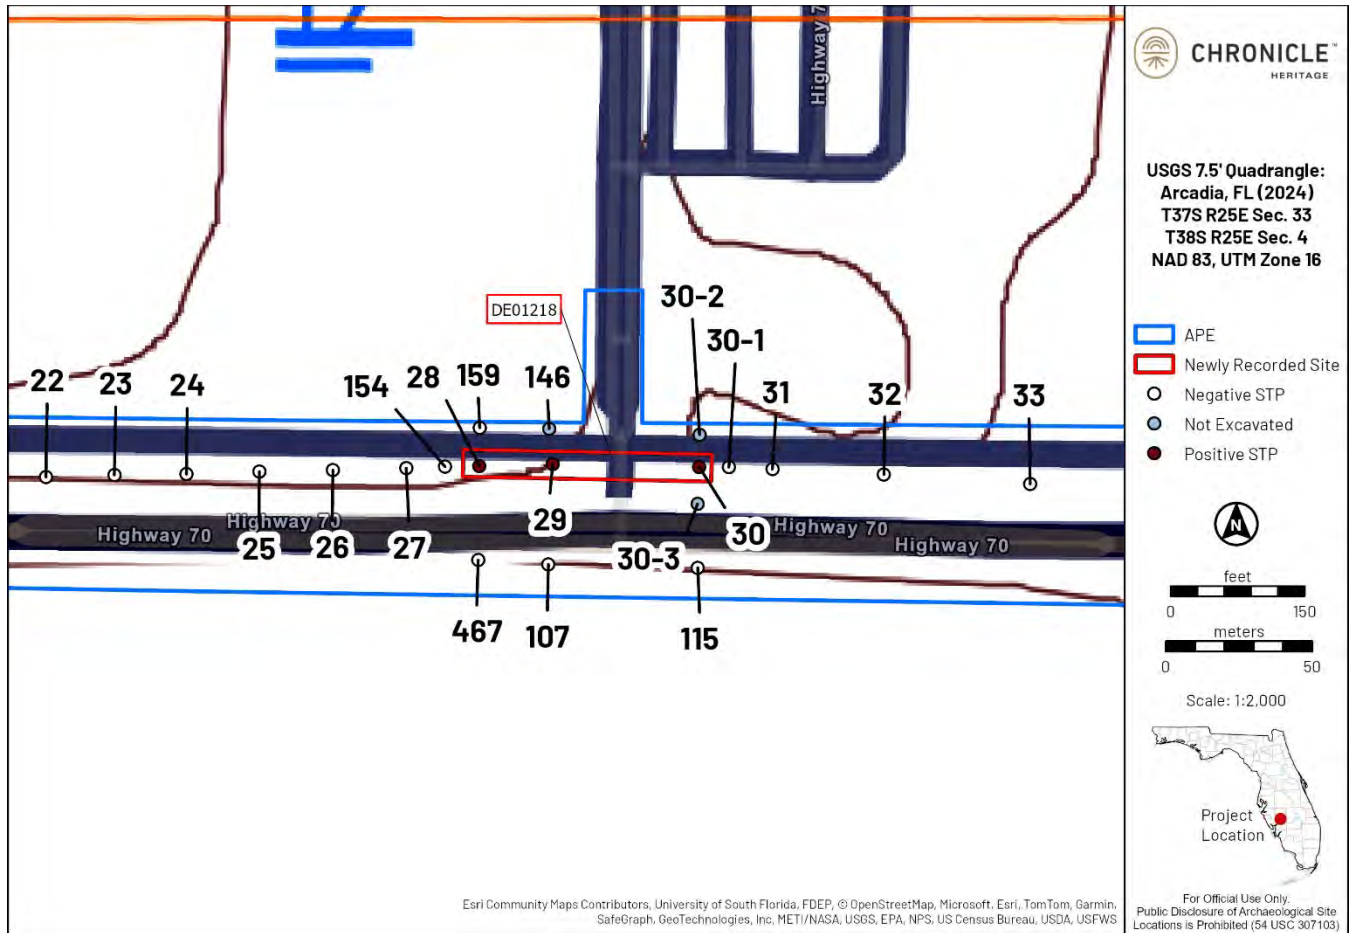 Highway 7
30-2
DE01218
30-1
22
23
24
154
28
159
146
31
32
33
Highway 70
Highway 70
25
26
27
29
30-3
30
Highway 70
Highway 70
467
107
115
CHRONICLE™
HERITAGE
USGS 7.5' Quadrangle:
Arcadia, FL (2024)
T37S R25E Sec. 33
T38S R25E Sec. 4
NAD 83, UTM Zone 16
APE
Newly Recorded Site
Negative STP
Not Excavated
Positive STP
N
feet
0 150
meters
0 50
Scale: 1:2,000
Project
Location
For Official Use Only.
Public Disclosure of Archaeological Site
Locations is Prohibited (54 USC 307103)
Esri Community Maps Contributors, University of South Florida, FDEP, © OpenStreetMap, Microsoft, Esri, TomTom, Garmin,
SafeGraph, GeoTechnologies, Inc, METI/NASA, USGS, EPA, NPS, US Census Bureau, USDA, USFWS